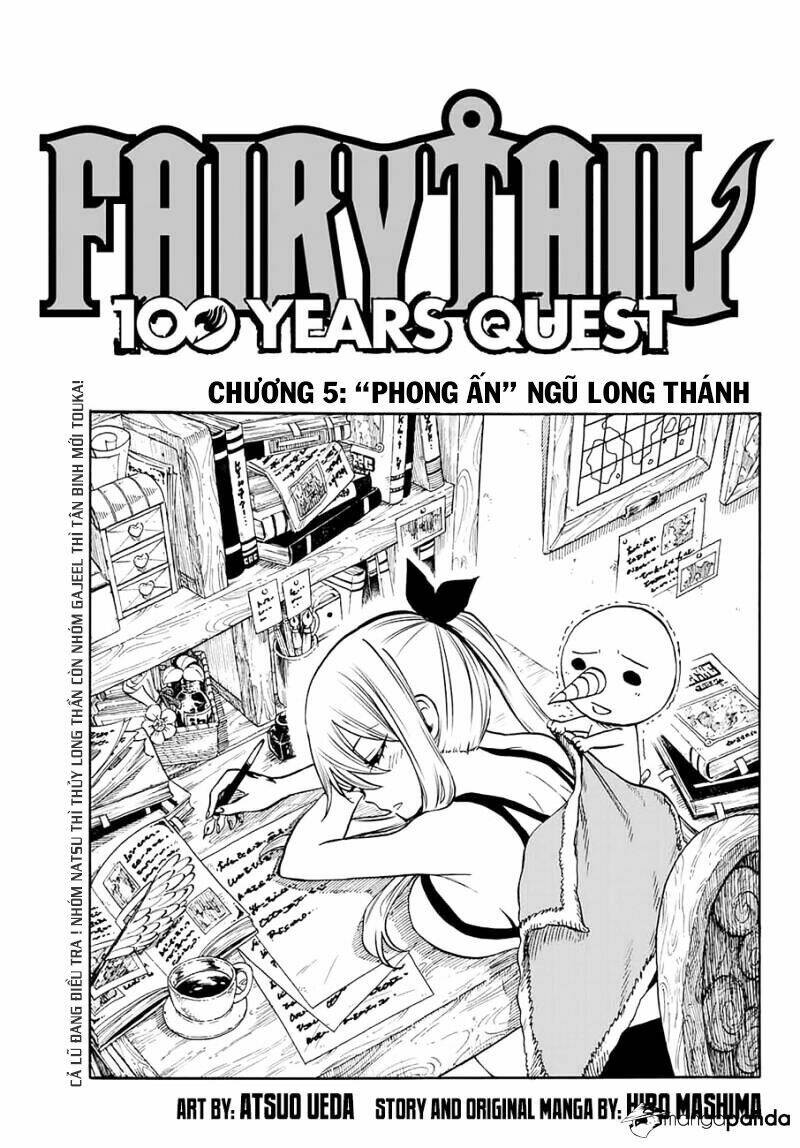 FAIRY TAIL
100 YEARS QUEST
CHƯƠNG 5: “PHONG ẤN” NGŨ LONG THÁNH
CẢ LŨ ĐANG ĐIỀU TRA ! NHÓM NATSU THÌ THỦY LONG THẦN CÒN NHÓM GAJEEL THÌ TÂN BINH MỚI TOUKA!
ART BY: ATSUO UEDA STORY AND ORIGINAL MANGA BY: HIRO MASHIMA
mangapanda